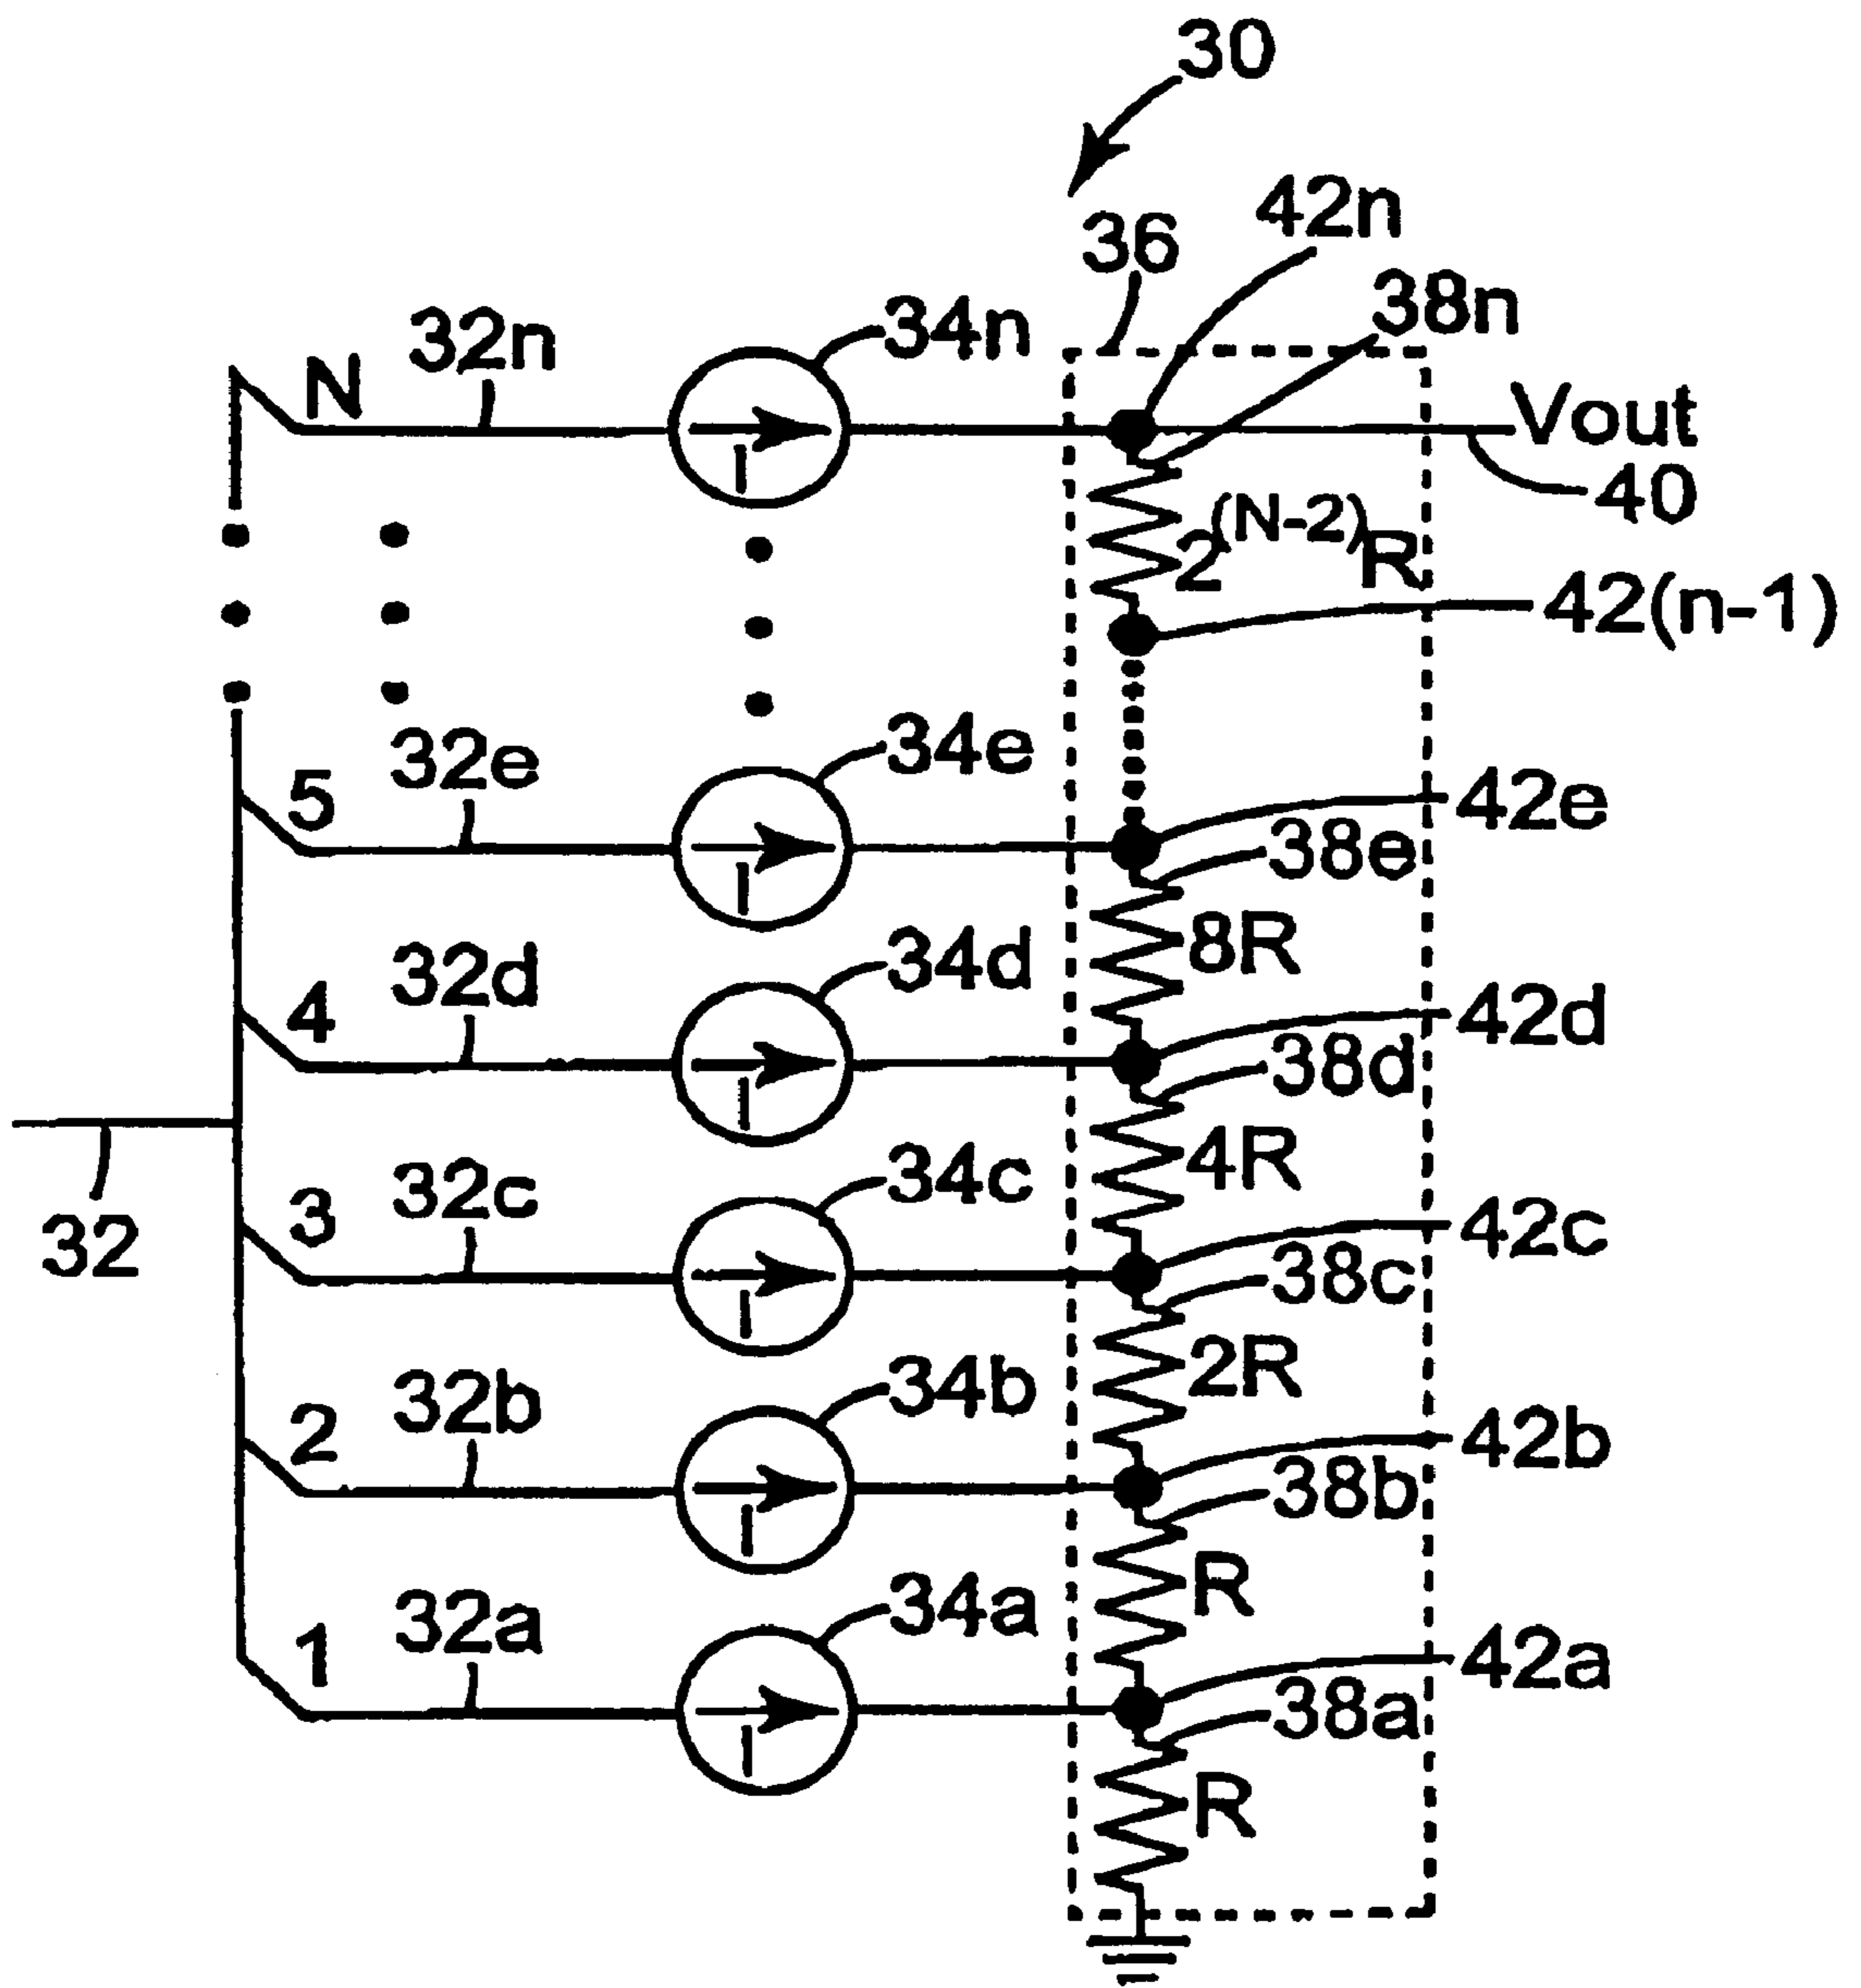 30
42n
36
38n
32n
34n
N
Vout
I
40
2(N-2)R
42(n-1)
32e
34e
42e
5
38e
I
8R
32d
34d
42d
4
38d
I
4R
32c
34c
42c
3
38c
32
I
2R
32b
34b
42b
2
38b
I
R
32a
34a
42a
1
38a
I
R